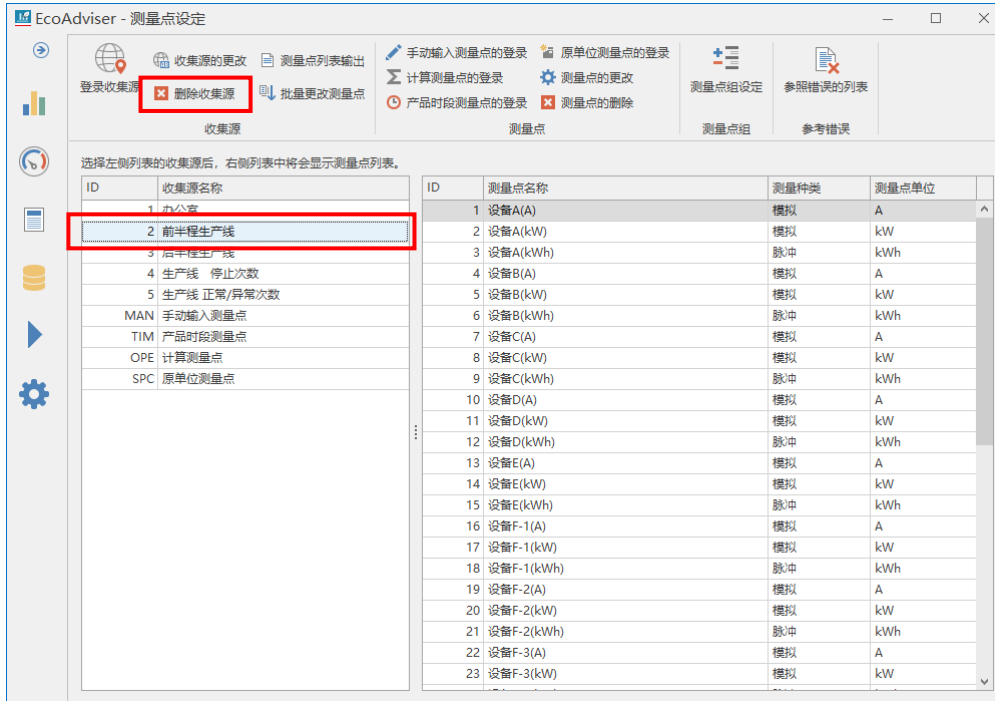 EcoAdviser - 测量点设定
登录收集源
收集源的更改
测量点列表输出
删除收集源
批量更改测量点
收集源
手动输入测量点的登录
原单位测量点的登录
计算测量点的登录
测量点的更改
产品时段测量点的登录
测量点的删除
测量点
测量点组设定
测量点组
参照错误的列表
参考错误
选择左侧列表的收集源后，右侧列表中将会显示测量点列表。
ID 收集源名称
1 办公室
2 前半程生产线
3 后半程生产线
4 生产线 停止次数
5 生产线 正常/异常次数
MAN 手动输入测量点
TIM 产品时段测量点
OPE 计算测量点
SPC 原单位测量点
ID 测量点名称 测量种类 测量点单位
1 设备A(A) 模拟 A
2 设备A(kW) 模拟 kW
3 设备A(kWh) 脉冲 kWh
4 设备B(A) 模拟 A
5 设备B(kW) 模拟 kW
6 设备B(kWh) 脉冲 kWh
7 设备C(A) 模拟 A
8 设备C(kW) 模拟 kW
9 设备C(kWh) 脉冲 kWh
10 设备D(A) 模拟 A
11 设备D(kW) 模拟 kW
12 设备D(kWh) 脉冲 kWh
13 设备E(A) 模拟 A
14 设备E(kW) 模拟 kW
15 设备E(kWh) 脉冲 kWh
16 设备F-1(A) 模拟 A
17 设备F-1(kW) 模拟 kW
18 设备F-1(kWh) 脉冲 kWh
19 设备F-2(A) 模拟 A
20 设备F-2(kW) 模拟 kW
21 设备F-2(kWh) 脉冲 kWh
22 设备F-3(A) 模拟 A
23 设备F-3(kW) 模拟 kW